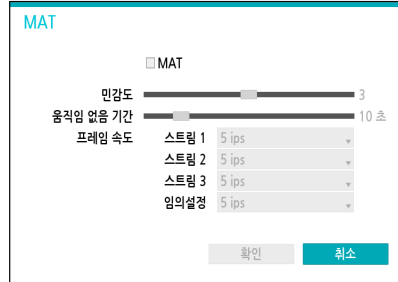 MAT
MAT
민감도 3
움직임 없음 기간 10 초
프레임 속도 스트림 1 5 ips
스트림 2 5 ips
스트림 3 5 ips
임의설정 5 ips
확인 취소